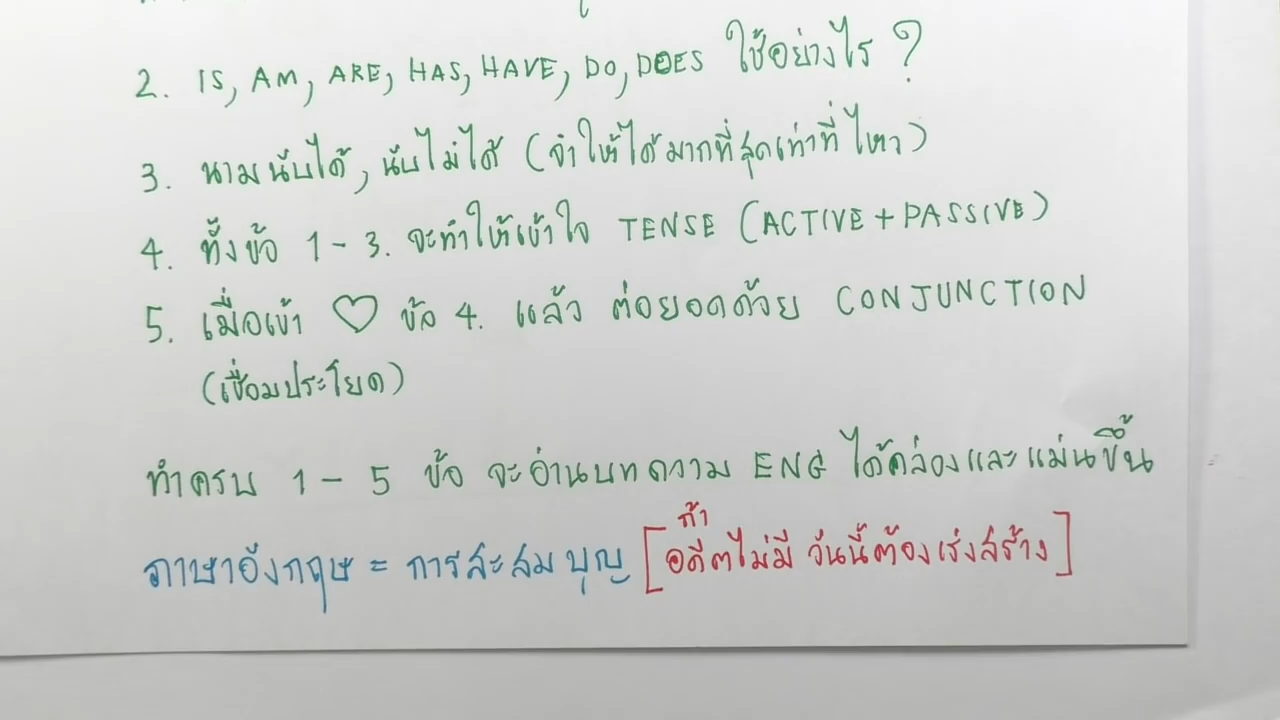 2. IS, AM, ARE, HAS, HAVE, DO, DOES ใช้อย่างไร ?
3. นามนับได้, นับไม่ได้ (จำให้ได้มากที่สุดเท่าที่ไหว)
4. ทั้งข้อ 1 - 3. จะทำให้เข้าใจ TENSE (ACTIVE + PASSIVE)
5. เมื่อเข้า ♡ ข้อ 4. แล้ว ต่อยอดด้วย CONJUNCTION
(เชื่อมประโยค)
ทำครบ 1 - 5 ข้อ จะอ่านบทความ ENG ได้คล่องและแม่นขึ้น
ถ้า
ภาษาอังกฤษ = การสะสมบุญ [อดีตไม่มี วันนี้ต้องเร่งสร้าง]